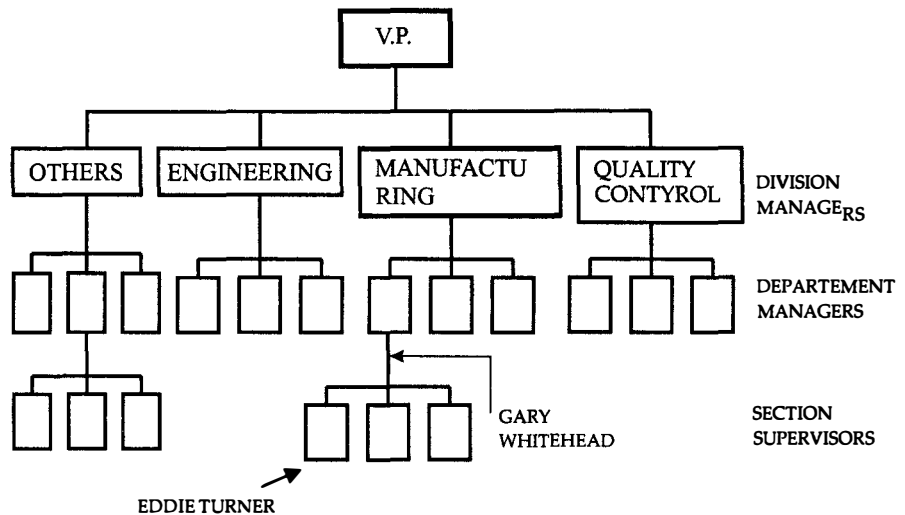 V.P.
OTHERS
ENGINEERING
MANUFACTU
RING
QUALITY
CONTYROL
DIVISION
MANAGERS
DEPARTEMENT
MANAGERS
GARY
WHITEHEAD
SECTION
SUPERVISORS
EDDIE TURNER